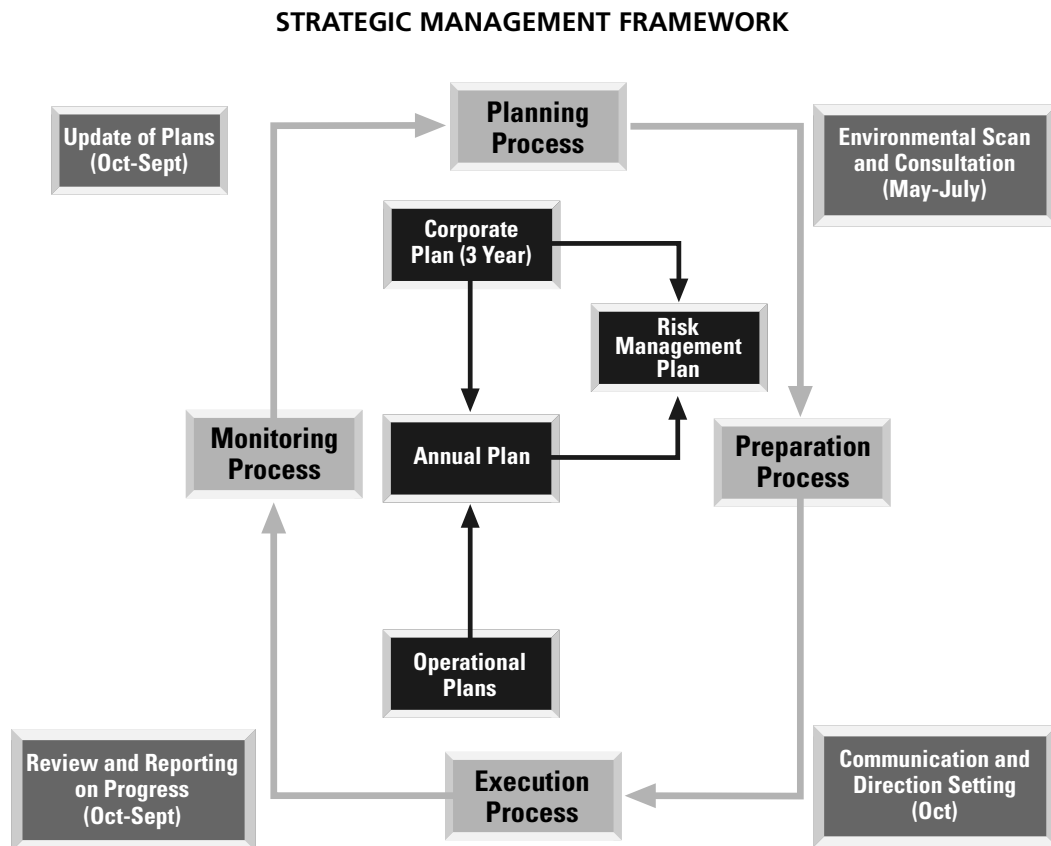 STRATEGIC MANAGEMENT FRAMEWORK
Planning
Process
Update of Plans
(Oct-Sept)
Environmental Scan
and Consultation
(May-July)
Corporate
Plan (3 Year)
Risk
Management
Plan
Monitoring
Process
Annual Plan
Preparation
Process
Operational
Plans
Review and Reporting
on Progress
(Oct-Sept)
Execution
Process
Communication and
Direction Setting
(Oct)